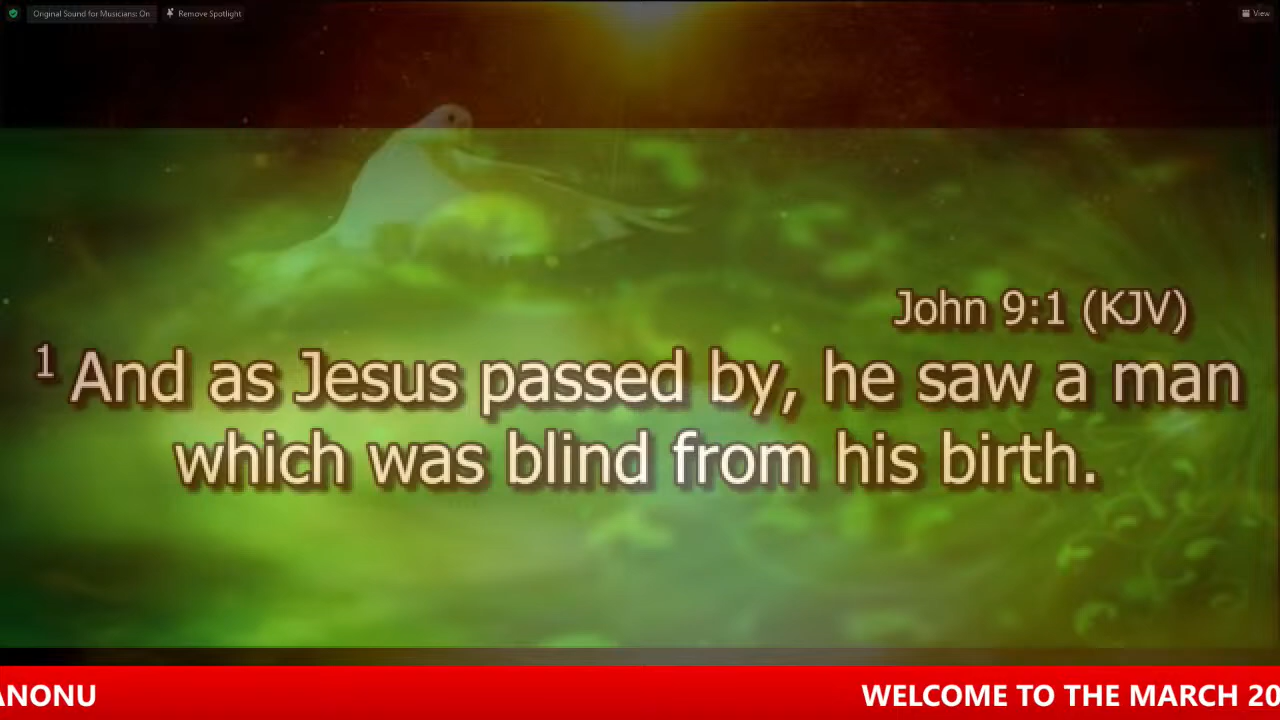 Original Sound for Musicians: On
Remove Spotlight
View
John 9:1 (KJV)
1 And as Jesus passed by, he saw a man
which was blind from his birth.
ANONU
WELCOME TO THE MARCH 20